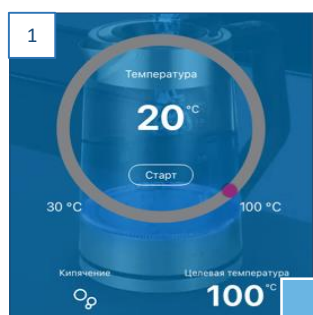 1
Температура
20 °C
Старт
30 °C 100 °C
Кипячение Целевая температура
100 °C